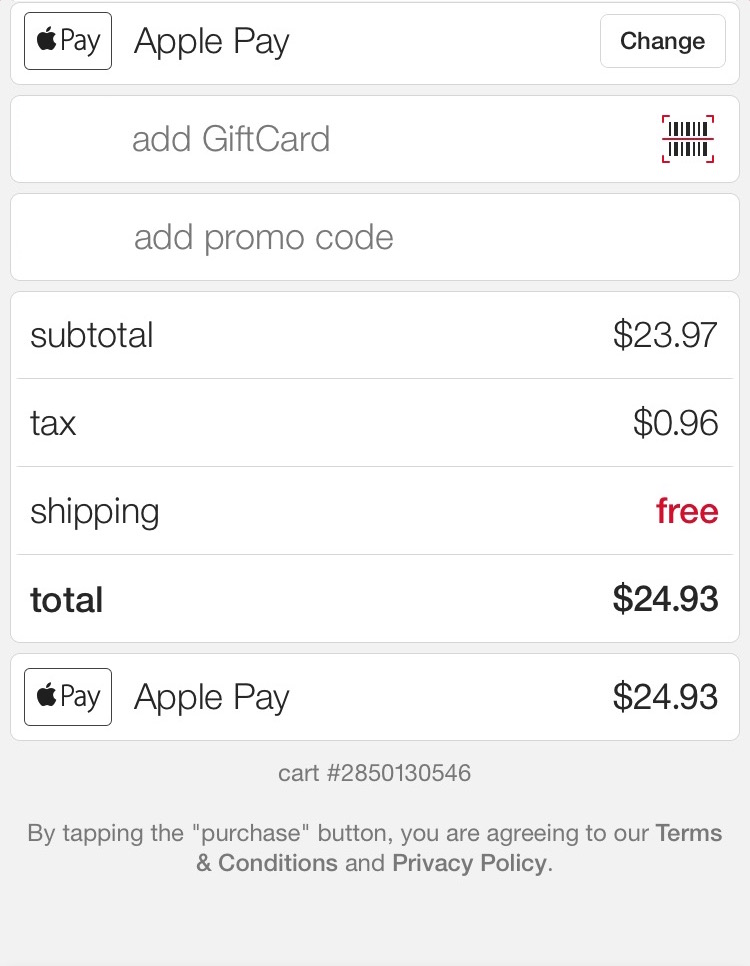 Pay Apple Pay Change
add GiftCard
add promo code
subtotal $23.97
tax $0.96
shipping free
total $24.93
Pay Apple Pay $24.93
cart #2850130546
By tapping the "purchase" button, you are agreeing to our Terms
& Conditions and Privacy Policy.